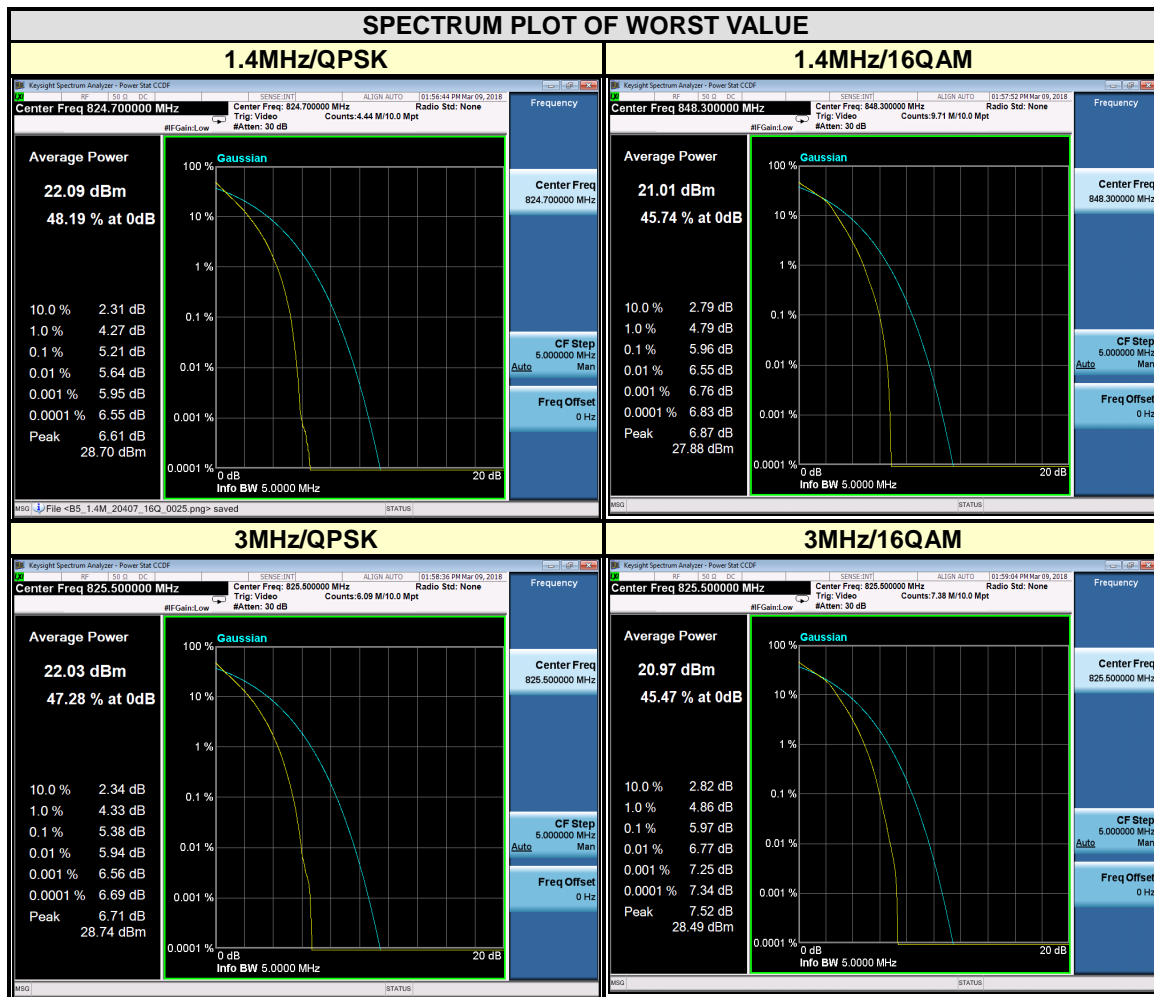 SPECTRUM PLOT OF WORST VALUE
1.4MHz/QPSK
Keysight Spectrum Analyzer - Power Stat CCDF
RF 50 Ω DC SENSE:INT ALIGN AUTO 01:56:44 PM Mar 09, 2018
Center Freq 824.700000 MHz
Center Freq: 824.700000 MHz Radio Std: None
Trig: Video Counts:4.44 M/10.0 Mpt
#IFGain:Low #Atten: 30 dB
Frequency
Average Power
22.09 dBm
48.19 % at 0dB
10.0 % 2.31 dB
1.0 % 4.27 dB
0.1 % 5.21 dB
0.01 % 5.64 dB
0.001 % 5.95 dB
0.0001 % 6.55 dB
Peak 6.61 dB
28.70 dBm
Gaussian
100 %
10 %
1 %
0.1 %
0.01 %
0.001 %
0.0001 %
0 dB 20 dB
Info BW 5.0000 MHz
Center Freq
824.700000 MHz
CF Step
5.000000 MHz
Auto Man
Freq Offset
0 Hz
MSG File <B5_1.4M_20407_16Q_0025.png> saved STATUS
1.4MHz/16QAM
Keysight Spectrum Analyzer - Power Stat CCDF
RF 50 Ω DC SENSE:INT ALIGN AUTO 01:57:52 PM Mar 09, 2018
Center Freq 848.300000 MHz
Center Freq: 848.300000 MHz Radio Std: None
Trig: Video Counts:9.71 M/10.0 Mpt
#IFGain:Low #Atten: 30 dB
Frequency
Average Power
21.01 dBm
45.74 % at 0dB
10.0 % 2.79 dB
1.0 % 4.79 dB
0.1 % 5.96 dB
0.01 % 6.55 dB
0.001 % 6.76 dB
0.0001 % 6.83 dB
Peak 6.87 dB
27.88 dBm
Gaussian
100 %
10 %
1 %
0.1 %
0.01 %
0.001 %
0.0001 %
0 dB 20 dB
Info BW 5.0000 MHz
Center Freq
848.300000 MHz
CF Step
5.000000 MHz
Auto Man
Freq Offset
0 Hz
MSG STATUS
3MHz/QPSK
Keysight Spectrum Analyzer - Power Stat CCDF
RF 50 Ω DC SENSE:INT ALIGN AUTO 01:58:36 PM Mar 09, 2018
Center Freq 825.500000 MHz
Center Freq: 825.500000 MHz Radio Std: None
Trig: Video Counts:6.09 M/10.0 Mpt
#IFGain:Low #Atten: 30 dB
Frequency
Average Power
22.03 dBm
47.28 % at 0dB
10.0 % 2.34 dB
1.0 % 4.33 dB
0.1 % 5.38 dB
0.01 % 5.94 dB
0.001 % 6.56 dB
0.0001 % 6.69 dB
Peak 6.71 dB
28.74 dBm
Gaussian
100 %
10 %
1 %
0.1 %
0.01 %
0.001 %
0.0001 %
0 dB 20 dB
Info BW 5.0000 MHz
Center Freq
825.500000 MHz
CF Step
5.000000 MHz
Auto Man
Freq Offset
0 Hz
MSG STATUS
3MHz/16QAM
Keysight Spectrum Analyzer - Power Stat CCDF
RF 50 Ω DC SENSE:INT ALIGN AUTO 01:59:04 PM Mar 09, 2018
Center Freq 825.500000 MHz
Center Freq: 825.500000 MHz Radio Std: None
Trig: Video Counts:7.38 M/10.0 Mpt
#IFGain:Low #Atten: 30 dB
Frequency
Average Power
20.97 dBm
45.47 % at 0dB
10.0 % 2.82 dB
1.0 % 4.86 dB
0.1 % 5.97 dB
0.01 % 6.77 dB
0.001 % 7.25 dB
0.0001 % 7.34 dB
Peak 7.52 dB
28.49 dBm
Gaussian
100 %
10 %
1 %
0.1 %
0.01 %
0.001 %
0.0001 %
0 dB 20 dB
Info BW 5.0000 MHz
Center Freq
825.500000 MHz
CF Step
5.000000 MHz
Auto Man
Freq Offset
0 Hz
MSG STATUS